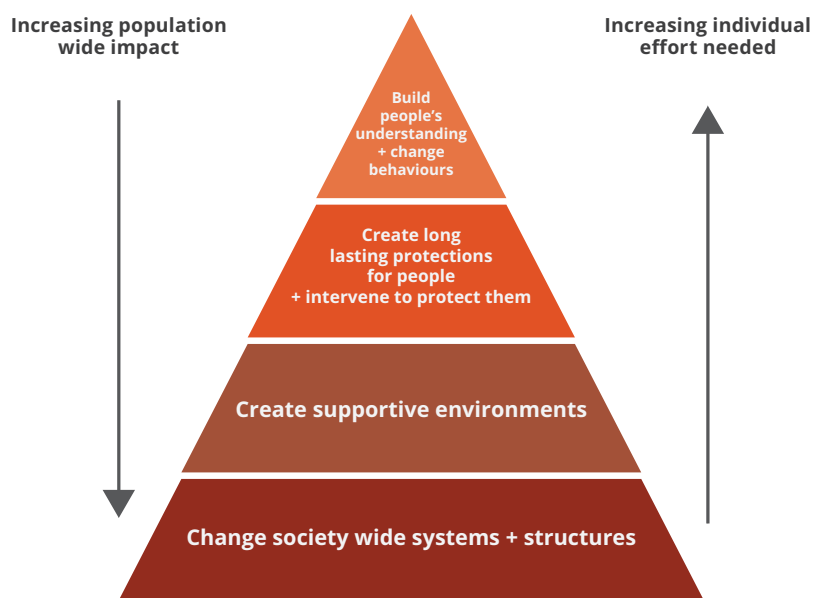 Increasing population
wide impact
Increasing individual
effort needed
Build
people’s
understanding
+ change
behaviours
Create long
lasting protections
for people
+ intervene to protect them
Create supportive environments
Change society wide systems + structures